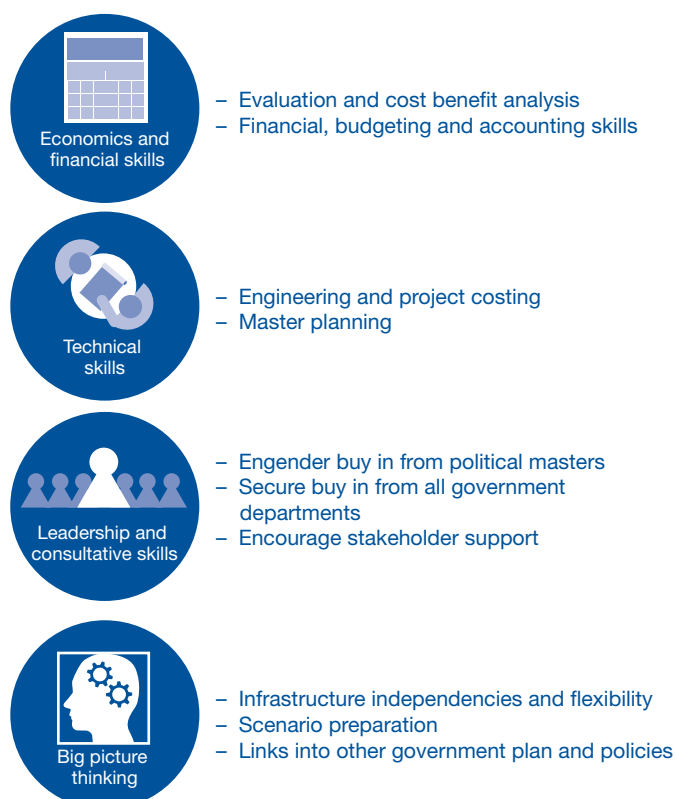 Economics and
financial skills
– Evaluation and cost benefit analysis
– Financial, budgeting and accounting skills
Technical
skills
– Engineering and project costing
– Master planning
Leadership and
consultative skills
– Engender buy in from political masters
– Secure buy in from all government
departments
– Encourage stakeholder support
Big picture
thinking
– Infrastructure independencies and flexibility
– Scenario preparation
– Links into other government plan and policies